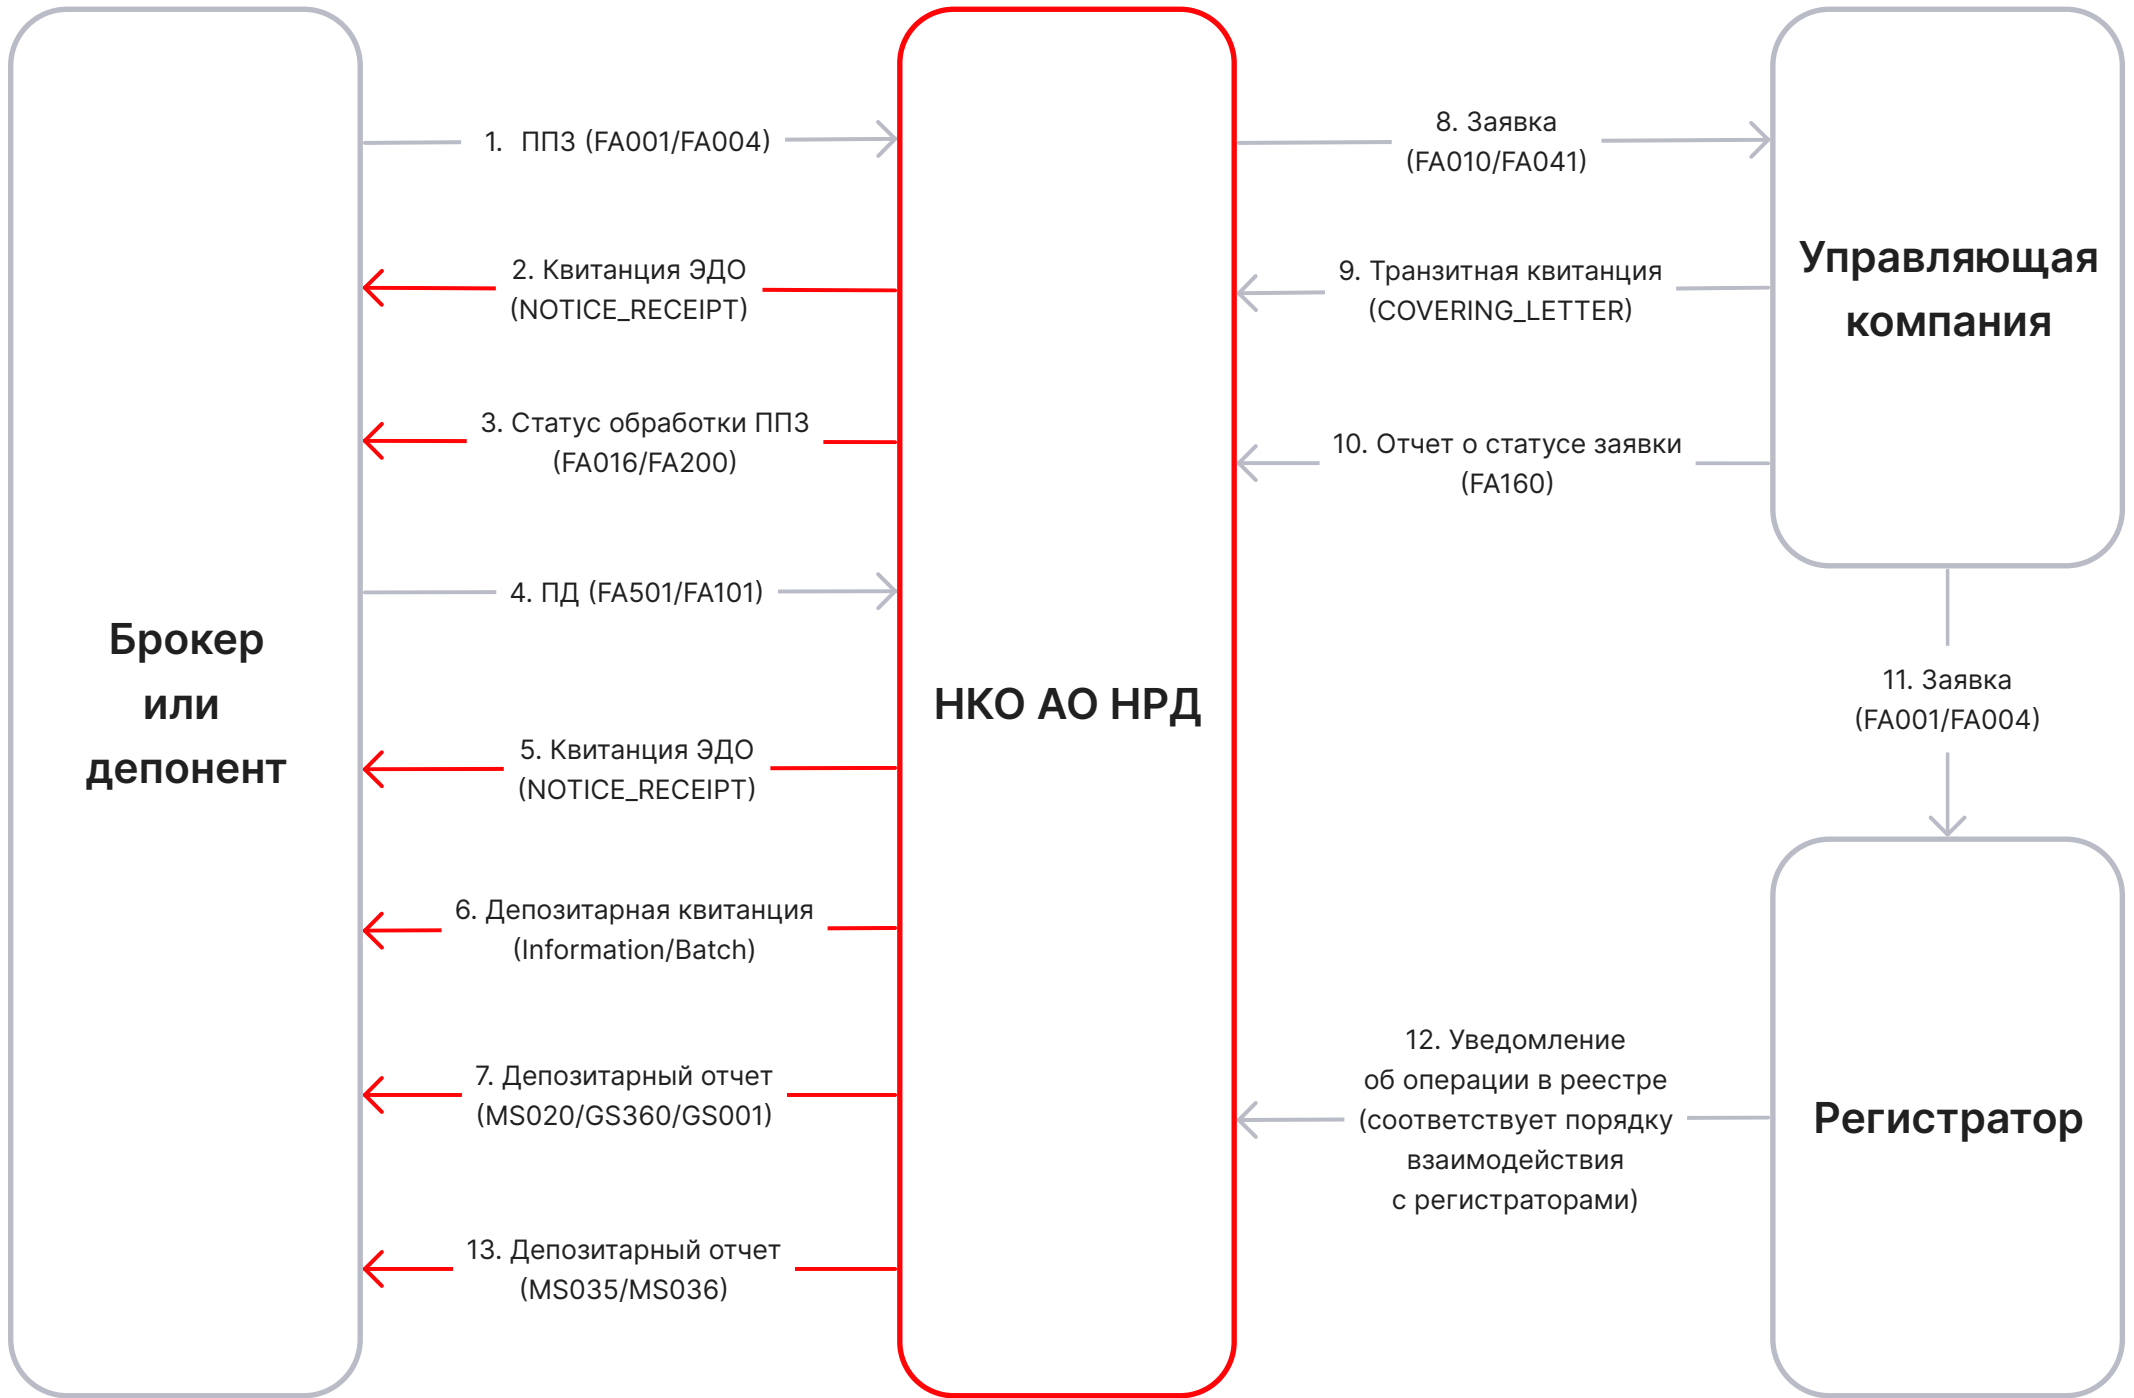 Брокер
или
депонент
1. ППЗ (FA001/FA004)
2. Квитанция ЭДО
(NOTICE_RECEIPT)
3. Статус обработки ППЗ
(FA016/FA200)
4. ПД (FA501/FA101)
5. Квитанция ЭДО
(NOTICE_RECEIPT)
6. Депозитарная квитанция
(Information/Batch)
7. Депозитарный отчет
(MS020/GS360/GS001)
13. Депозитарный отчет
(MS035/MS036)
НКО АО НРД
8. Заявка
(FA010/FA041)
9. Транзитная квитанция
(COVERING_LETTER)
10. Отчет о статусе заявки
(FA160)
Управляющая
компания
11. Заявка
(FA001/FA004)
12. Уведомление
об операции в реестре
(соответствует порядку
взаимодействия
с регистраторами)
Регистратор